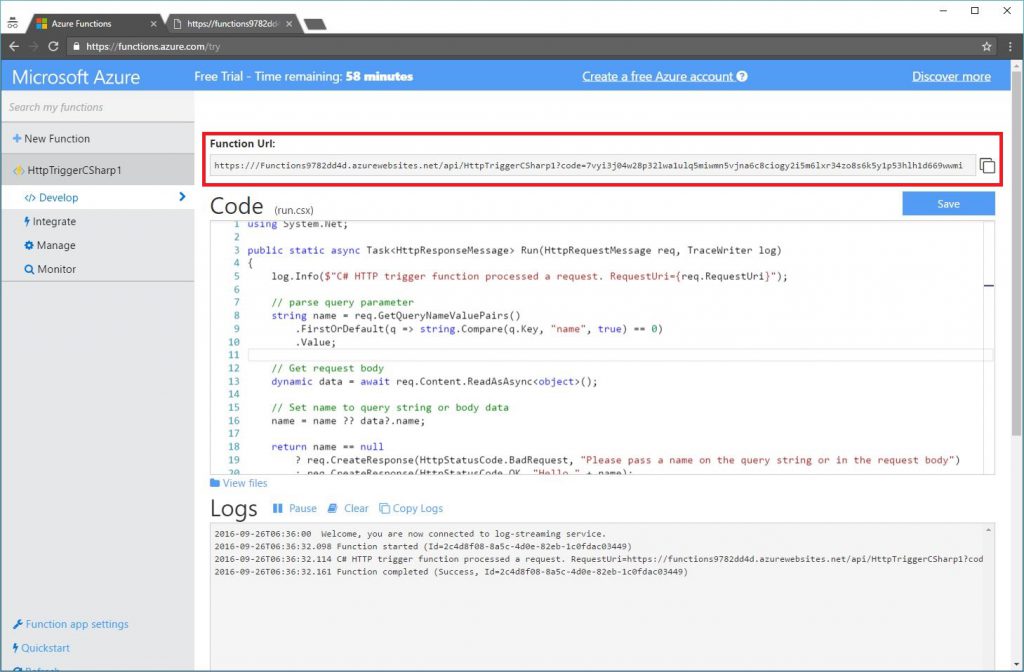 Azure Functions
https://functions9782dd
https://functions.azure.com/try
Microsoft Azure
Free Trial - Time remaining: 58 minutes
Create a free Azure account
Discover more
Search my functions
New Function
HttpTriggerCSharp1
</> Develop
Integrate
Manage
Monitor
Function Url:
https:///Functions9782dd4d.azurewebsites.net/api/HttpTriggerCSharp1?code=7vyi3j04w28p32lwa1ulq5miwmn5vjna6c8ciogy2i5m6lxr34zo8s6k5y1p53hlh1d669wwmi
Code (run.csx)
Save
1 using System.Net;
2
3 public static async Task<HttpResponseMessage> Run(HttpRequestMessage req, TraceWriter log)
4 {
5 log.Info($"C# HTTP trigger function processed a request. RequestUri={req.RequestUri}");
6
7 // parse query parameter
8 string name = req.GetQueryNameValuePairs()
9 .FirstOrDefault(q => string.Compare(q.Key, "name", true) == 0)
10 .Value;
11
12 // Get request body
13 dynamic data = await req.Content.ReadAsAsync<object>();
14
15 // Set name to query string or body data
16 name = name ?? data?.name;
17
18 return name == null
19 ? req.CreateResponse(HttpStatusCode.BadRequest, "Please pass a name on the query string or in the request body")
20 : req.CreateResponse(HttpStatusCode.OK, "Hello " + name);
View files
Logs
Pause
Clear
Copy Logs
2016-09-26T06:36:00 Welcome, you are now connected to log-streaming service.
2016-09-26T06:36:32.098 Function started (Id=2c4d8f08-8a5c-4d0e-82eb-1c0fdac03449)
2016-09-26T06:36:32.114 C# HTTP trigger function processed a request. RequestUri=https://functions9782dd4d.azurewebsites.net/api/HttpTriggerCSharp1?cod
2016-09-26T06:36:32.161 Function completed (Success, Id=2c4d8f08-8a5c-4d0e-82eb-1c0fdac03449)
Function app settings
Quickstart
Refresh